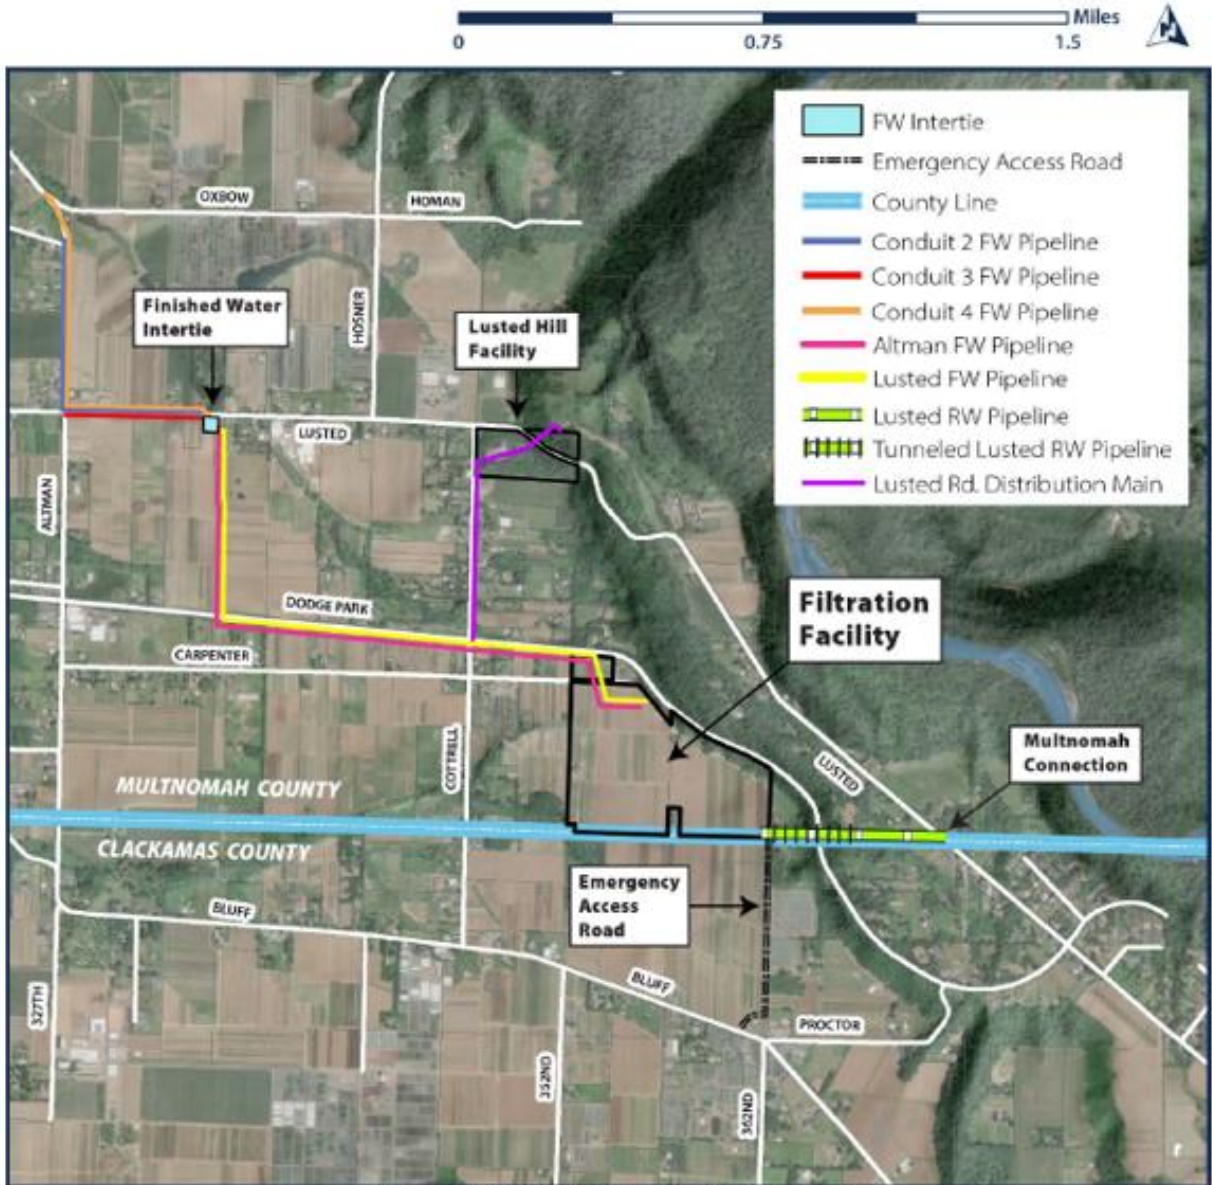 Miles
0
0.75
1.5
FW Intertie
Emergency Access Road
County Line
Conduit 2 FW Pipeline
Conduit 3 FW Pipeline
Conduit 4 FW Pipeline
Altman FW Pipeline
Lusted FW Pipeline
Lusted RW Pipeline
Tunneled Lusted RW Pipeline
Lusted Rd. Distribution Main
OXBOW
HOMAN
HOSNER
Finished Water
Intertie
Lusted Hill
Facility
LUSTED
ALTMAN
DODGE PARK
CARPENTER
Filtration
Facility
COTTRELL
LUSTED
Multnomah
Connection
MULTNOMAH COUNTY
CLACKAMAS COUNTY
Emergency
Access
Road
BLUFF
BLUFF
327TH
PROCTOR
352ND
362ND